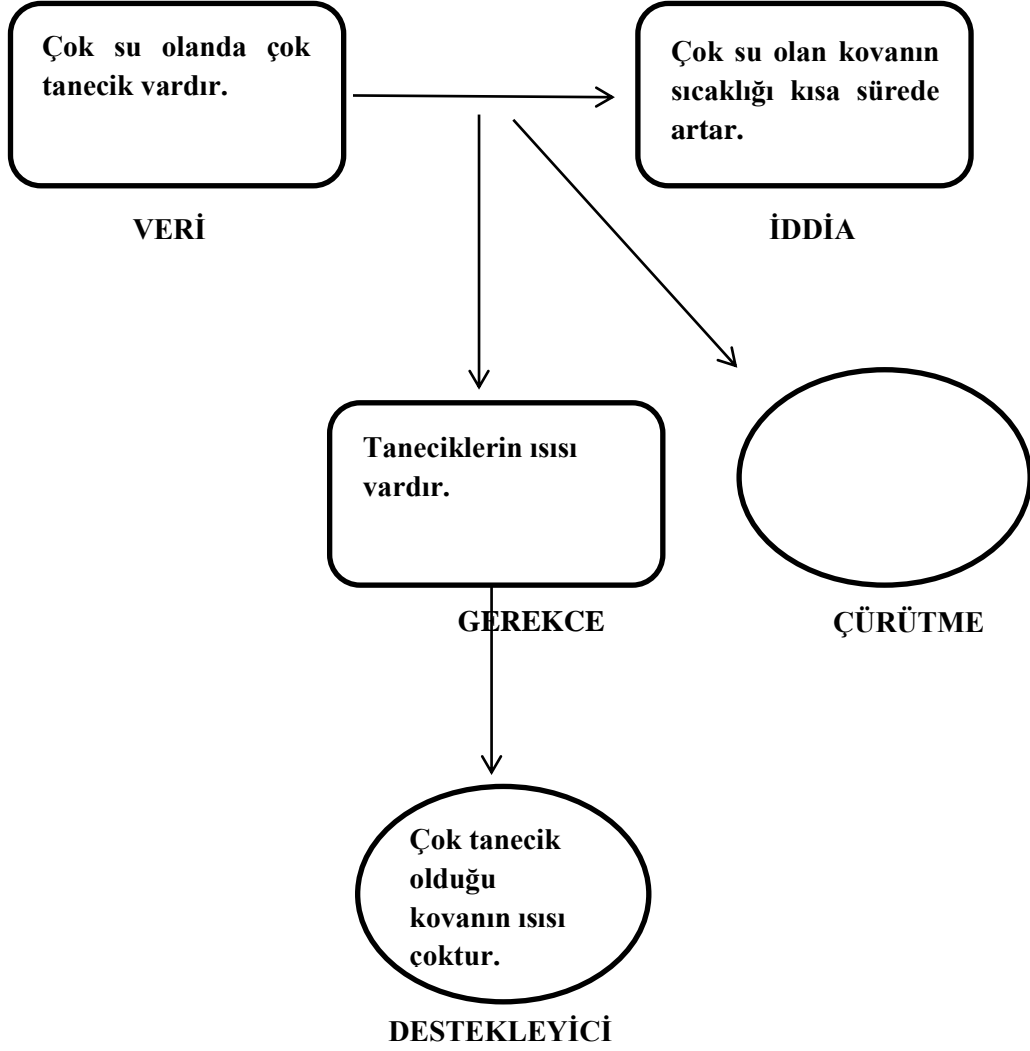 Çok su olanda çok
tanecik vardır.
VERİ
Çok su olan kovanın
sıcaklığı kısa sürede
artar.
İDDİA
Taneciklerin ısısı
vardır.
GEREKCE
ÇÜRÜTME
Çok tanecik
olduğu
kovanın ısısı
çoktur.
DESTEKLEYİCİ